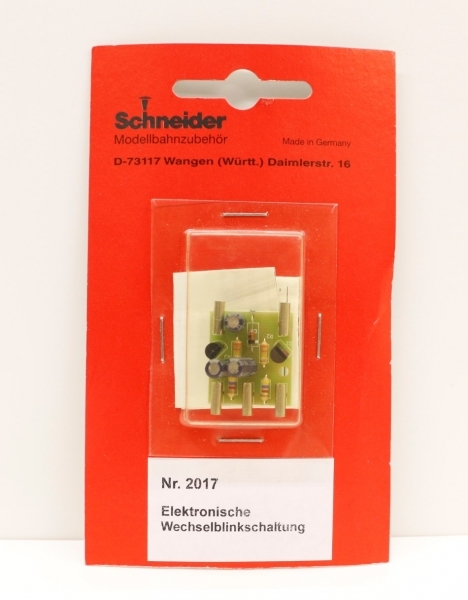 Schneider
Modellbahnzubehör
Made in Germany
D-73117 Wangen (Württ.) Daimlerstr. 16
Nr. 2017
Elektronische
Wechselblinkschaltung